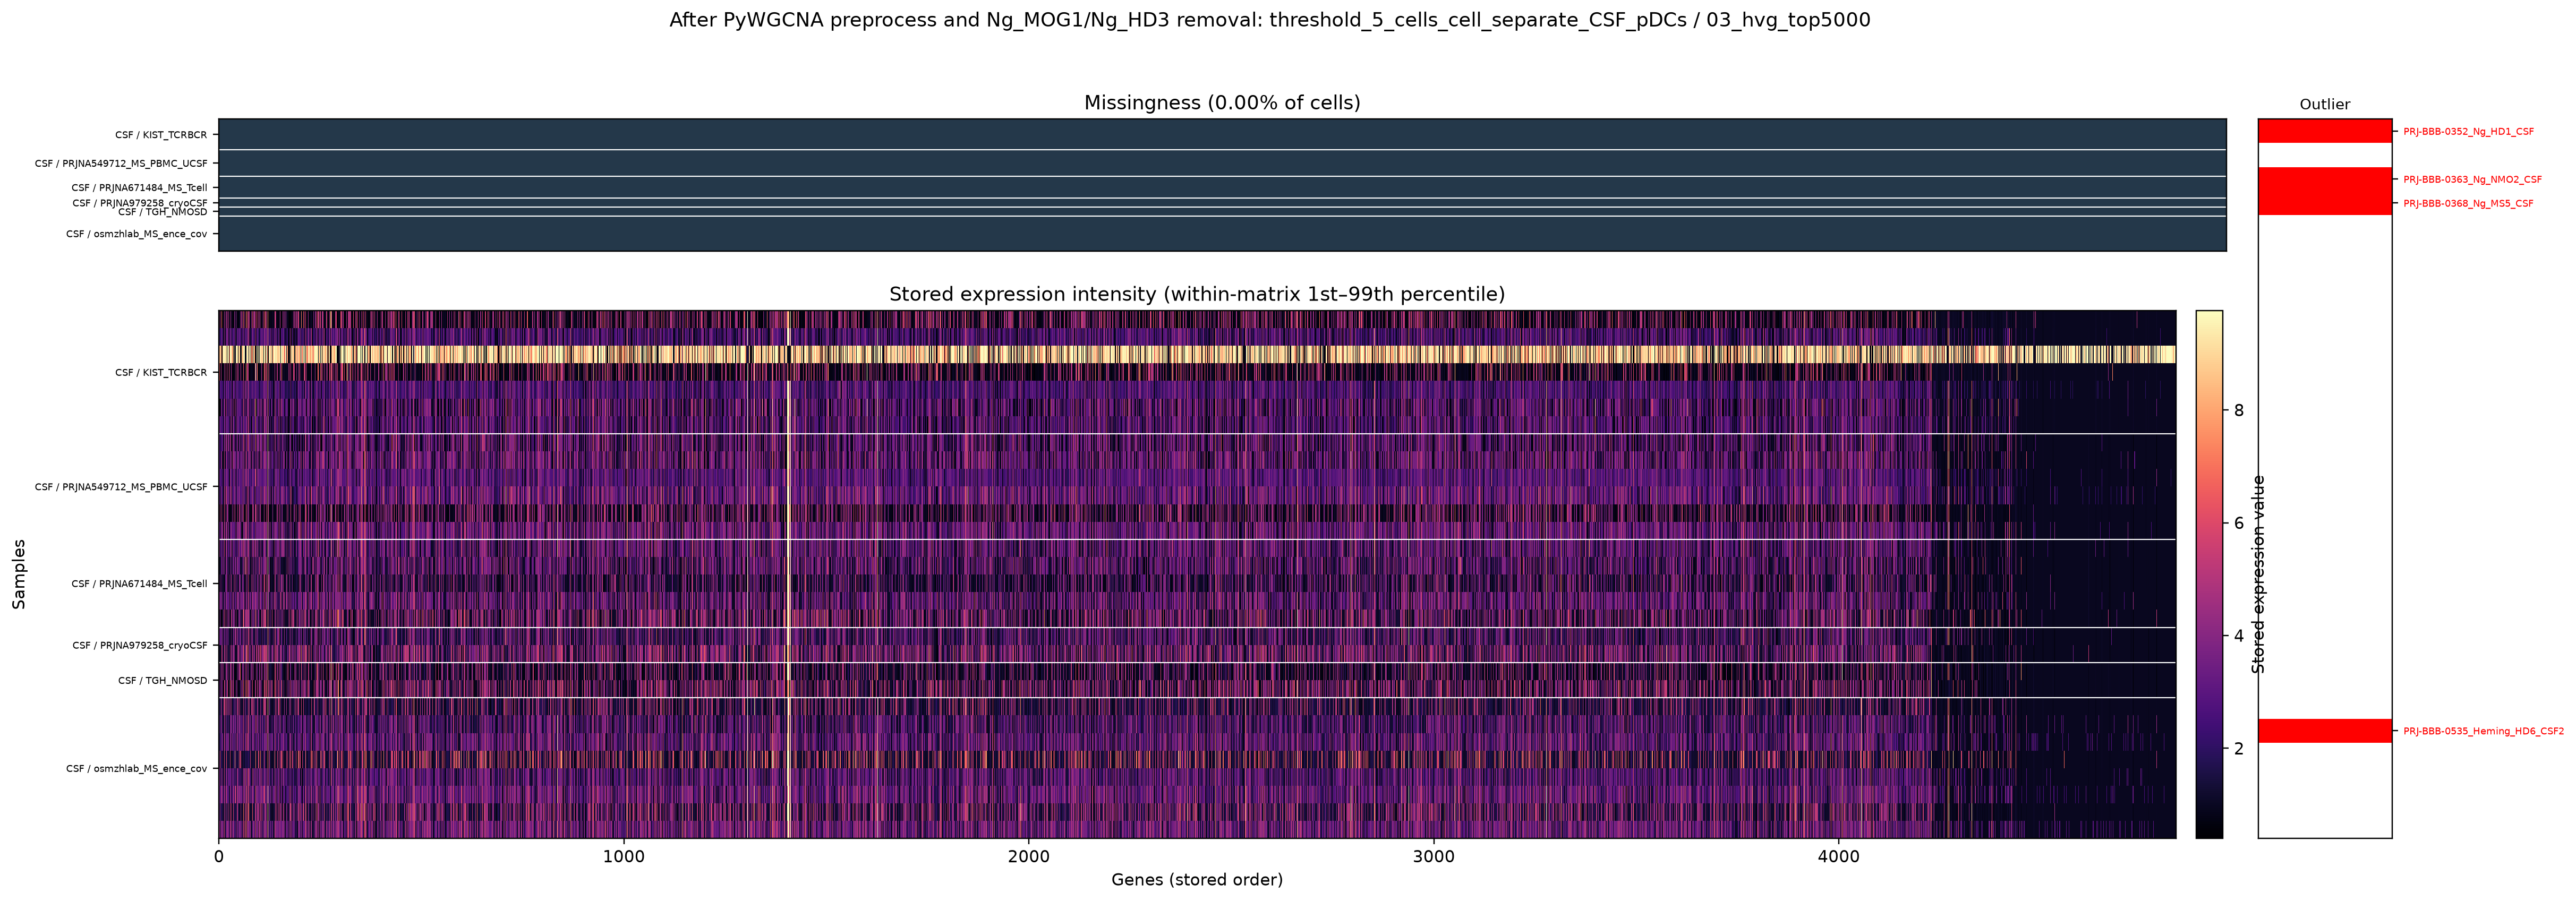 After PyWGCNA preprocess and Ng_MOG1/Ng_HD3 removal: threshold_5_cells_cell_separate_CSF_pDCs / 03_hvg_top5000
Missingness (0.00% of cells)
CSF / KIST_TCRBCR
CSF / PRJNA549712_MS_PBMC_UCSF
CSF / PRJNA671484_MS_Tcell
CSF / PRJNA979258_cryoCSF
CSF / TGH_NMOSD
CSF / osmzhlab_MS_ence_cov
Outlier
PRJ-BBB-0352_Ng_HD1_CSF
PRJ-BBB-0363_Ng_NMO2_CSF
PRJ-BBB-0368_Ng_MS5_CSF
PRJ-BBB-0535_Heming_HD6_CSF2
Stored expression intensity (within-matrix 1st–99th percentile)
Samples
CSF / KIST_TCRBCR
CSF / PRJNA549712_MS_PBMC_UCSF
CSF / PRJNA671484_MS_Tcell
CSF / PRJNA979258_cryoCSF
CSF / TGH_NMOSD
CSF / osmzhlab_MS_ence_cov
8
6
4
2
Stored expression value
0 1000 2000 3000 4000
Genes (stored order)